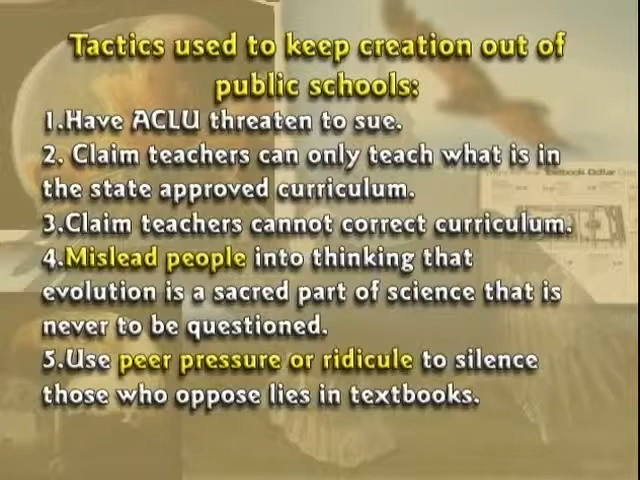 Tactics used to keep creation out of
public schools:
1.Have ACLU threaten to sue.
2. Claim teachers can only teach what is in
the state approved curriculum.
3.Claim teachers cannot correct curriculum.
4.Mislead people into thinking that
evolution is a sacred part of science that is
never to be questioned.
5.Use peer pressure or ridicule to silence
those who oppose lies in textbooks.